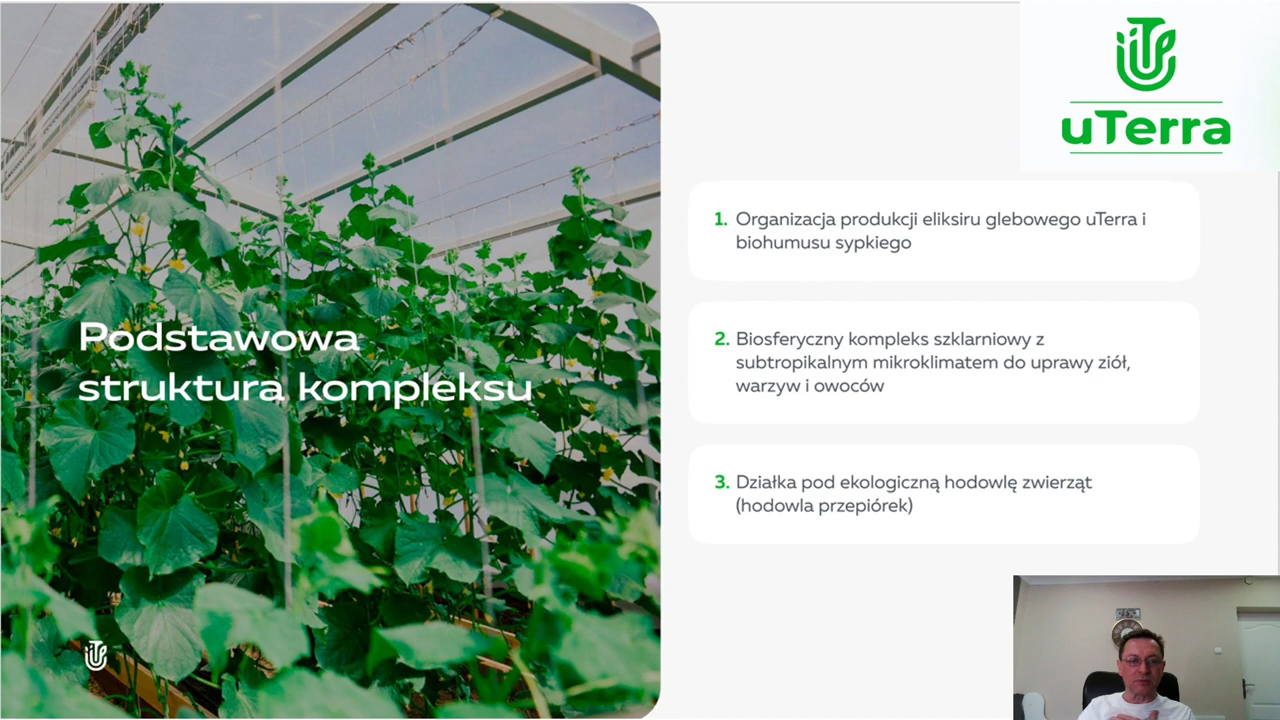 Podstawowa
struktura kompleksu
uTerra
1. Organizacja produkcji eliksiru glebowego uTerra i
biohumusu sypkiego
2. Biosferyczny kompleks szklarniowy z
subtropikalnym mikroklimatem do uprawy ziół,
warzyw i owoców
3. Działka pod ekologiczną hodowlę zwierząt
(hodowla przepiórek)